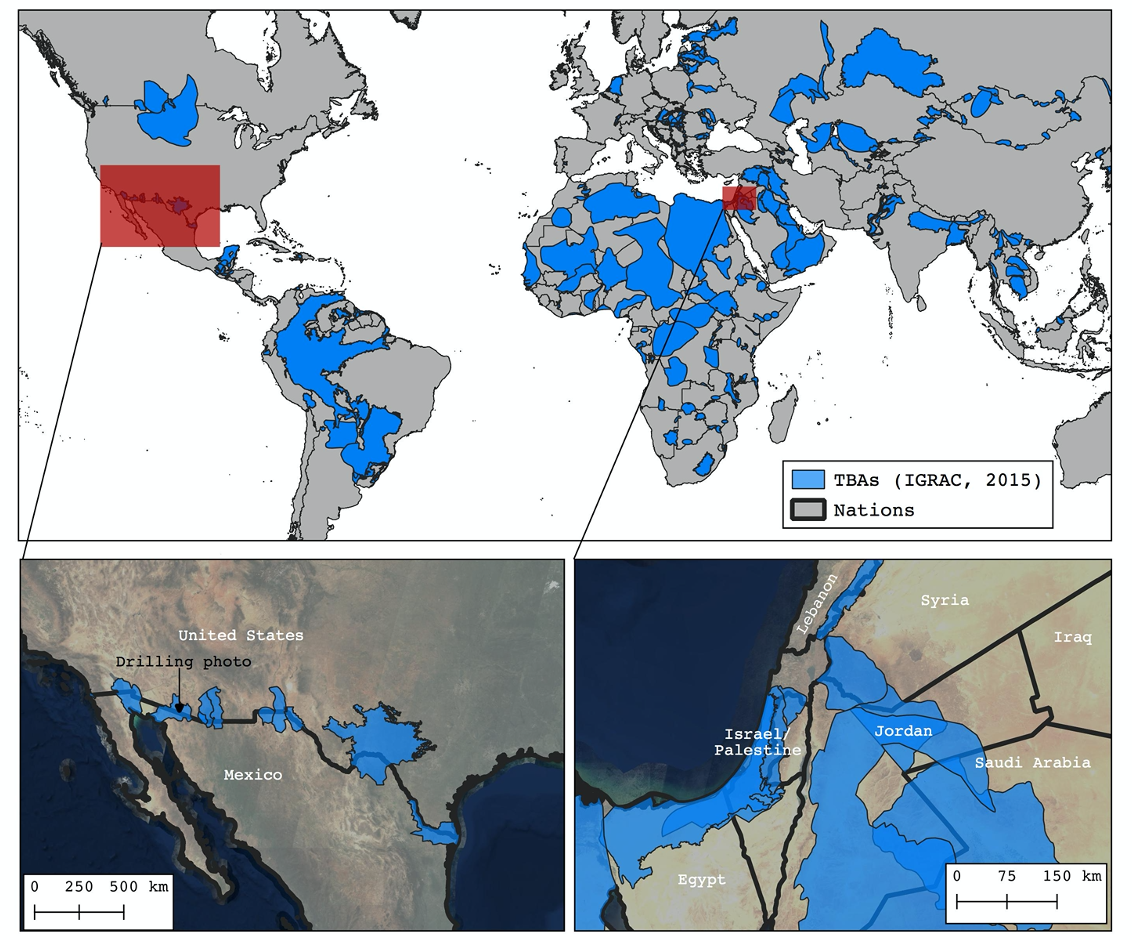 TBAs (IGRAC, 2015)
Nations
United States
Drilling photo
Mexico
0 250 500 km
Lebanon
Syria
Iraq
Israel/
Palestine
Jordan
Saudi Arabia
Egypt
0 75 150 km